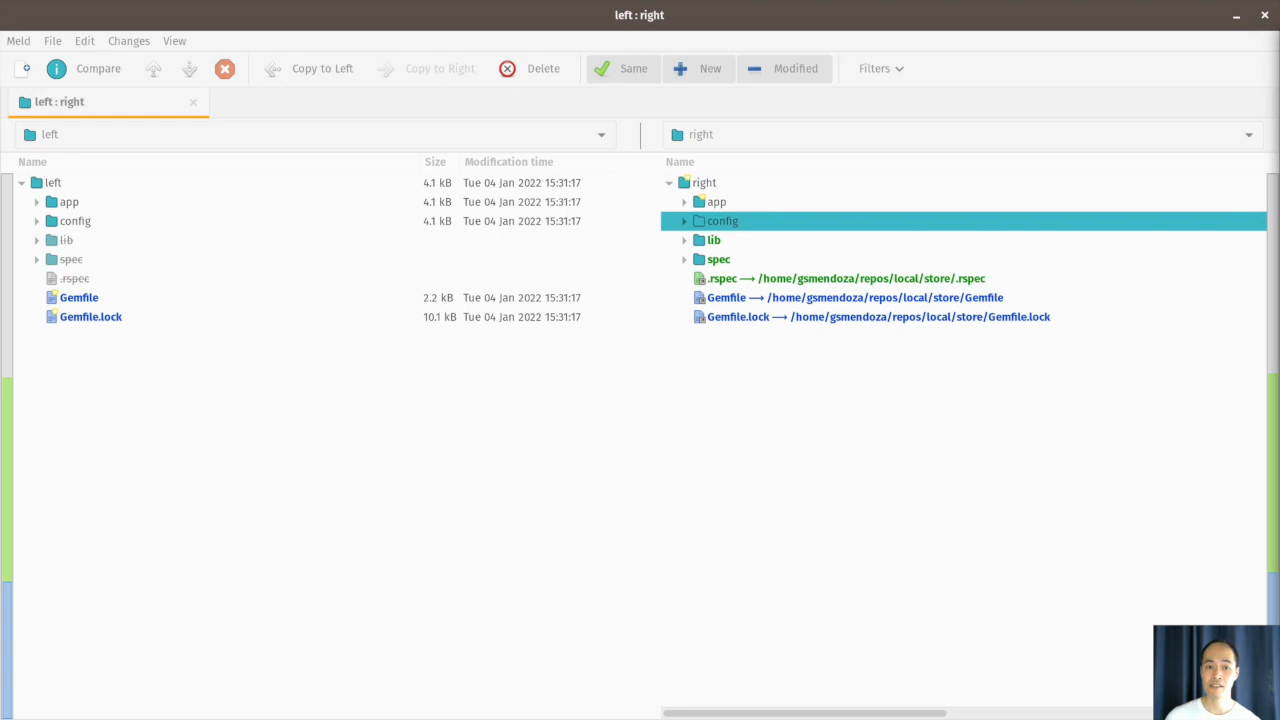 left : right
Meld File Edit Changes View
Compare Copy to Left Copy to Right Delete Same New Modified Filters
left : right
left right
Name Size Modification time Name
left 4.1 kB Tue 04 Jan 2022 15:31:17 right
app 4.1 kB Tue 04 Jan 2022 15:31:17 app
config 4.1 kB Tue 04 Jan 2022 15:31:17 config
lib lib
spec spec
.rspec .rspec ⟶ /home/gsmendoza/repos/local/store/.rspec
Gemfile 2.2 kB Tue 04 Jan 2022 15:31:17 Gemfile ⟶ /home/gsmendoza/repos/local/store/Gemfile
Gemfile.lock 10.1 kB Tue 04 Jan 2022 15:31:17 Gemfile.lock ⟶ /home/gsmendoza/repos/local/store/Gemfile.lock